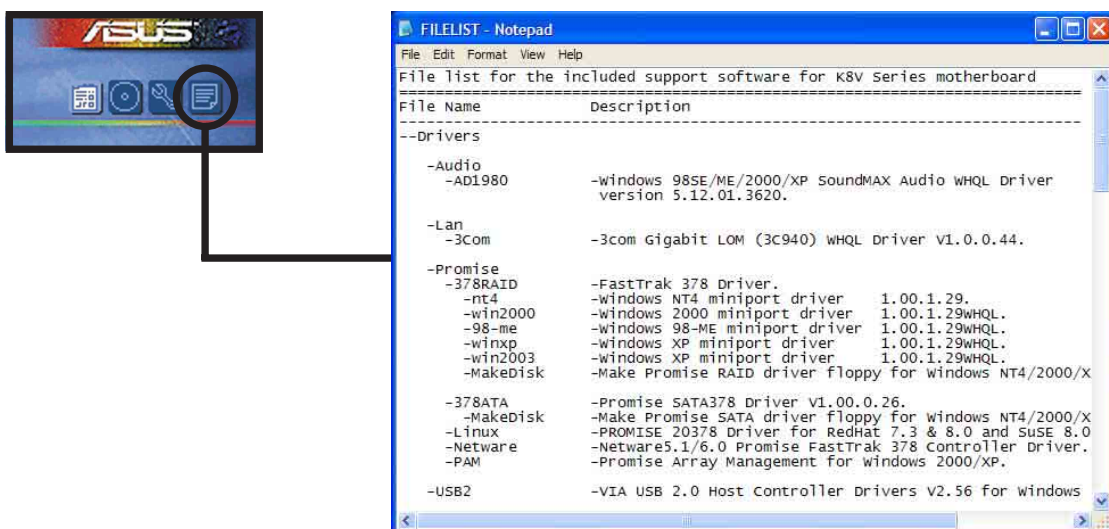 ASUS
FILELIST - Notepad
File Edit Format View Help
File list for the included support software for K8V Series motherboard
================================================================================
File Name Description
--------------------------------------------------------------------------------
--Drivers
-Audio
-AD1980 -Windows 98SE/ME/2000/XP SoundMAX Audio WHQL Driver
version 5.12.01.3620.
-Lan
-3Com -3com Gigabit LOM (3C940) WHQL Driver V1.0.0.44.
-Promise
-378RAID -FastTrak 378 Driver.
-nt4 -Windows NT4 miniport driver 1.00.1.29.
-win2000 -Windows 2000 miniport driver 1.00.1.29WHQL.
-98-me -Windows 98-ME miniport driver 1.00.1.29WHQL.
-winxp -Windows XP miniport driver 1.00.1.29WHQL.
-win2003 -Windows XP miniport driver 1.00.1.29WHQL.
-MakeDisk -Make Promise RAID driver floppy for Windows NT4/2000/X
-378ATA -Promise SATA378 Driver V1.00.0.26.
-MakeDisk -Make Promise SATA driver floppy for Windows NT4/2000/X
-Linux -PROMISE 20378 Driver for RedHat 7.3 & 8.0 and SuSE 8.0
-Netware -Netware5.1/6.0 Promise FastTrak 378 Controller Driver.
-PAM -Promise Array Management for Windows 2000/XP.
-USB2 -VIA USB 2.0 Host Controller Drivers V2.56 for Windows